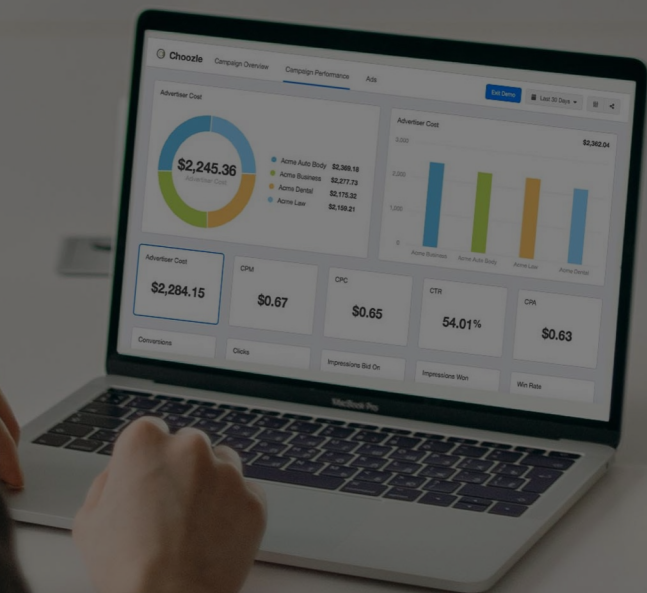 Choozle Campaign Overview Campaign Performance Ads Exit Demo Last 30 Days
Advertiser Cost
$2,245.36
Advertiser Cost
Acme Auto Body $2,369.18
Acme Business $2,277.73
Acme Dental $2,175.32
Acme Law $2,158.21
Advertiser Cost $2,362.04
3,000
2,000
1,000
0
Acme Business Acme Auto Body Acme Law Acme Dental
Advertiser Cost
$2,284.15
CPM
$0.67
CPC
$0.65
CTR
54.01%
CPA
$0.63
Conversions
Clicks
Impressions Bid On
Impressions Won
Win Rate
MacBook Pro